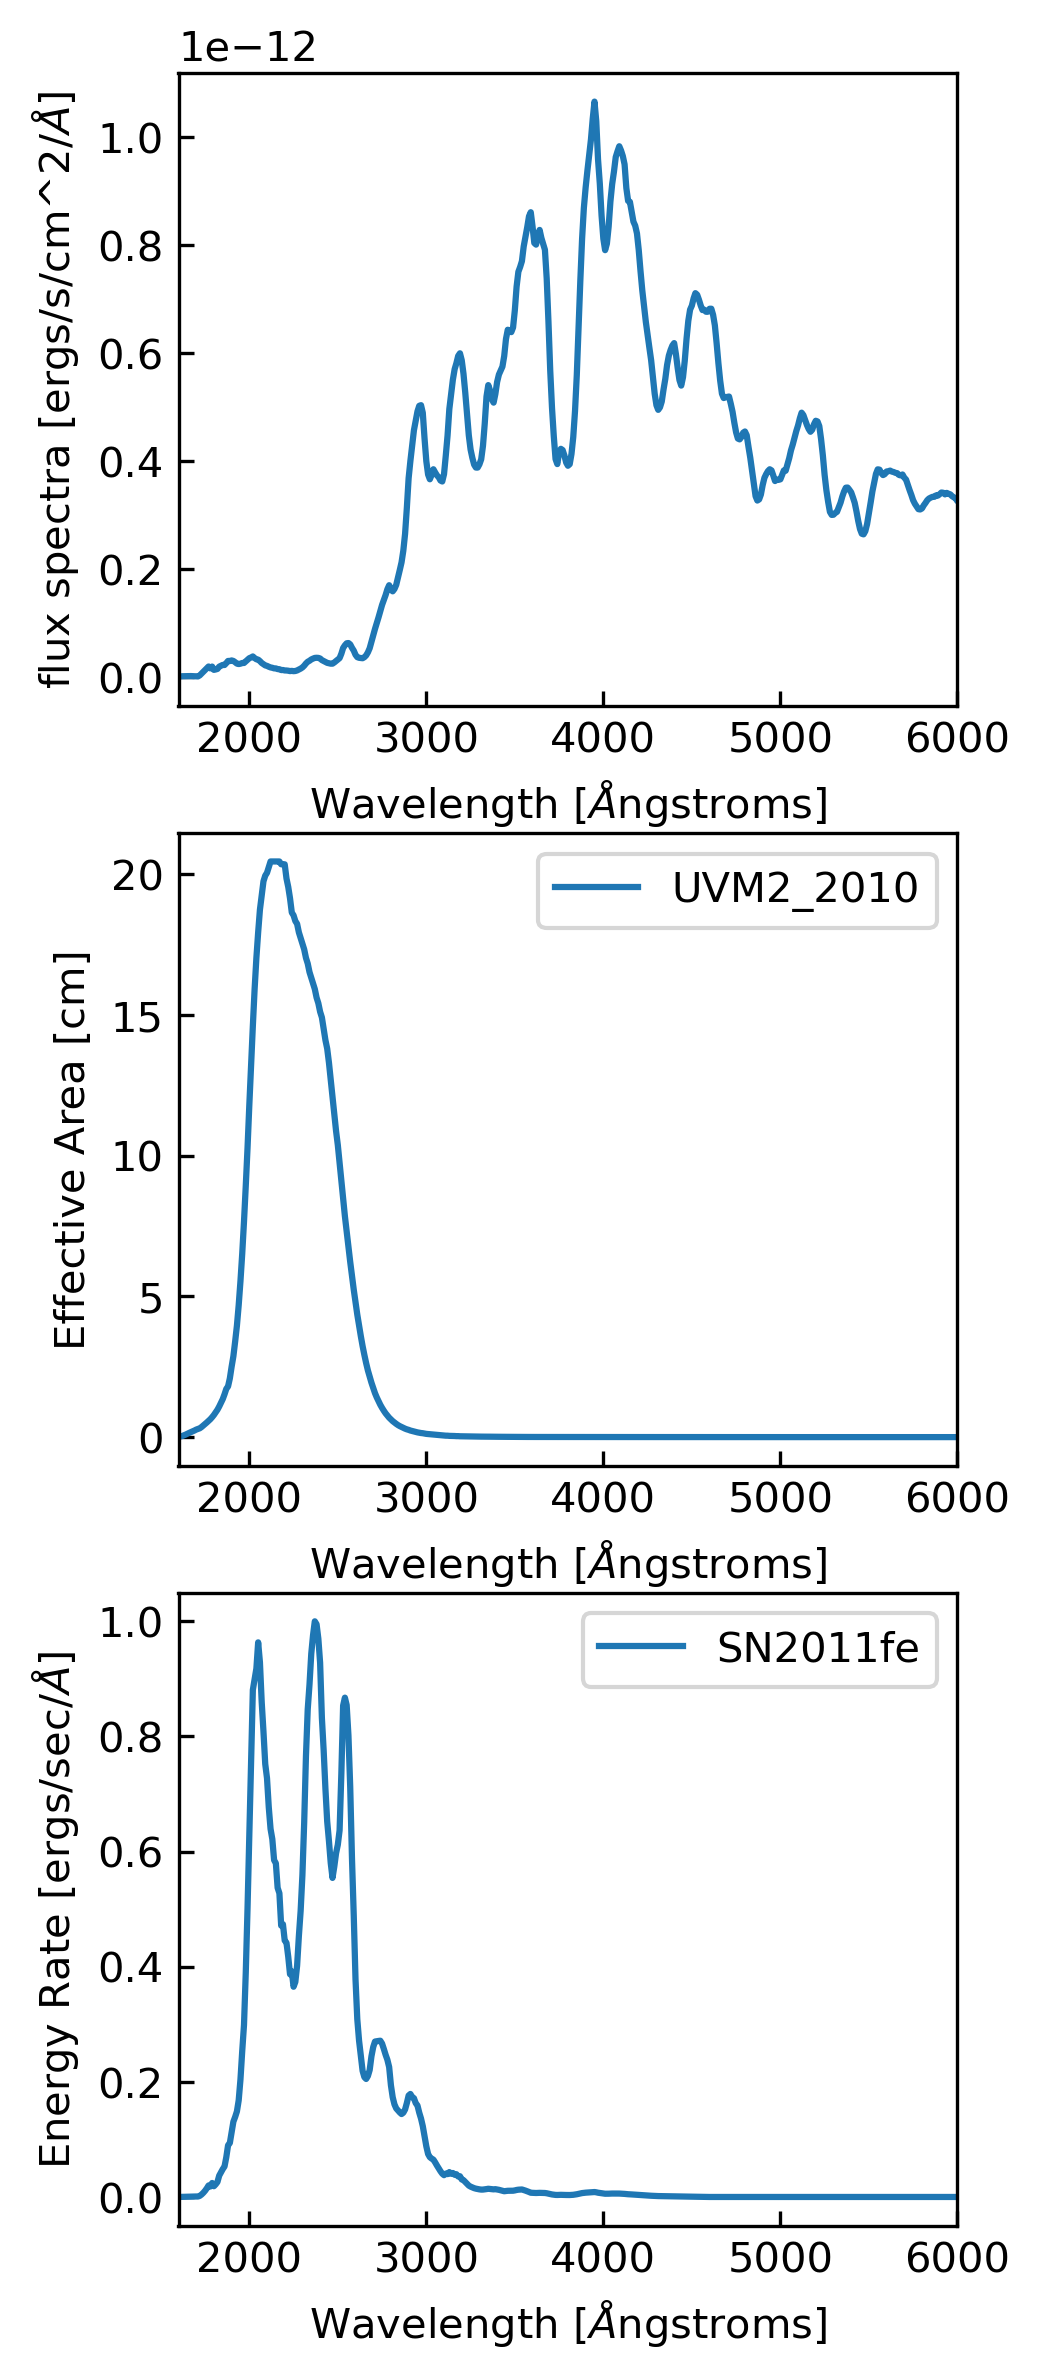 1e−12
flux spectra [ergs/s/cm^2/Å]
1.0
0.8
0.6
0.4
0.2
0.0
2000 3000 4000 5000 6000
Wavelength [Ångstroms]
UVM2_2010
Effective Area [cm]
20
15
10
5
0
2000 3000 4000 5000 6000
Wavelength [Ångstroms]
SN2011fe
Energy Rate [ergs/sec/Å]
1.0
0.8
0.6
0.4
0.2
0.0
2000 3000 4000 5000 6000
Wavelength [Ångstroms]